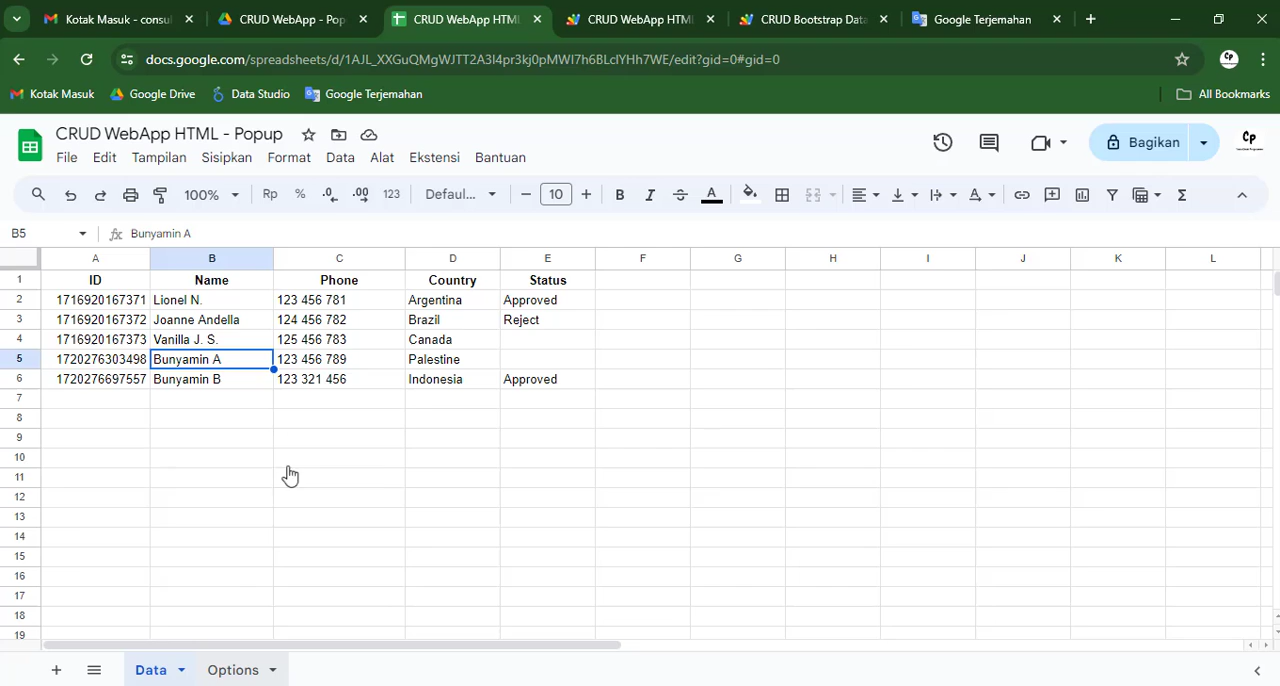 Kotak Masuk - consul
CRUD WebApp - Pop
CRUD WebApp HTML
CRUD WebApp HTML
CRUD Bootstrap Data
Google Terjemahan
docs.google.com/spreadsheets/d/1AJL_XXGuQMgWJTT2A3I4pr3kj0pMWI7h6BLcIYHh7WE/edit?gid=0#gid=0
Kotak Masuk Google Drive Data Studio Google Terjemahan All Bookmarks
CRUD WebApp HTML - Popup
File Edit Tampilan Sisipkan Format Data Alat Ekstensi Bantuan
Bagikan
100% Rp % .0 .00 123 Defaul... 10 B I A Σ
B5 fx Bunyamin A
A B C D E F G H I J K L
1 ID Name Phone Country Status
2 1716920167371 Lionel N. 123 456 781 Argentina Approved
3 1716920167372 Joanne Andella 124 456 782 Brazil Reject
4 1716920167373 Vanilla J. S. 125 456 783 Canada
5 1720276303498 Bunyamin A 123 456 789 Palestine
6 1720276697557 Bunyamin B 123 321 456 Indonesia Approved
7
8
9
10
11
12
13
14
15
16
17
18
19
Data Options